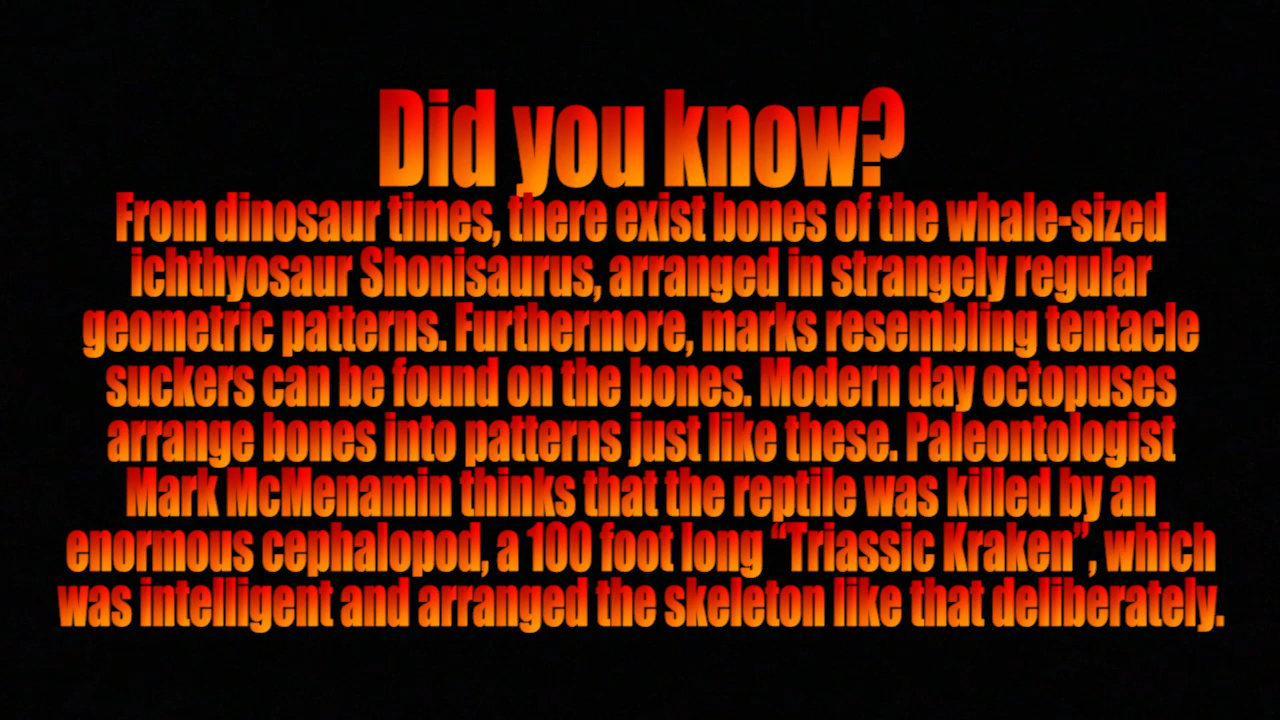 Did you know?
From dinosaur times, there exist bones of the whale-sized
ichthyosaur Shonisaurus, arranged in strangely regular
geometric patterns. Furthermore, marks resembling tentacle
suckers can be found on the bones. Modern day octopuses
arrange bones into patterns just like these. Paleontologist
Mark McMenamin thinks that the reptile was killed by an
enormous cephalopod, a 100 foot long “Triassic Kraken”, which
was intelligent and arranged the skeleton like that deliberately.